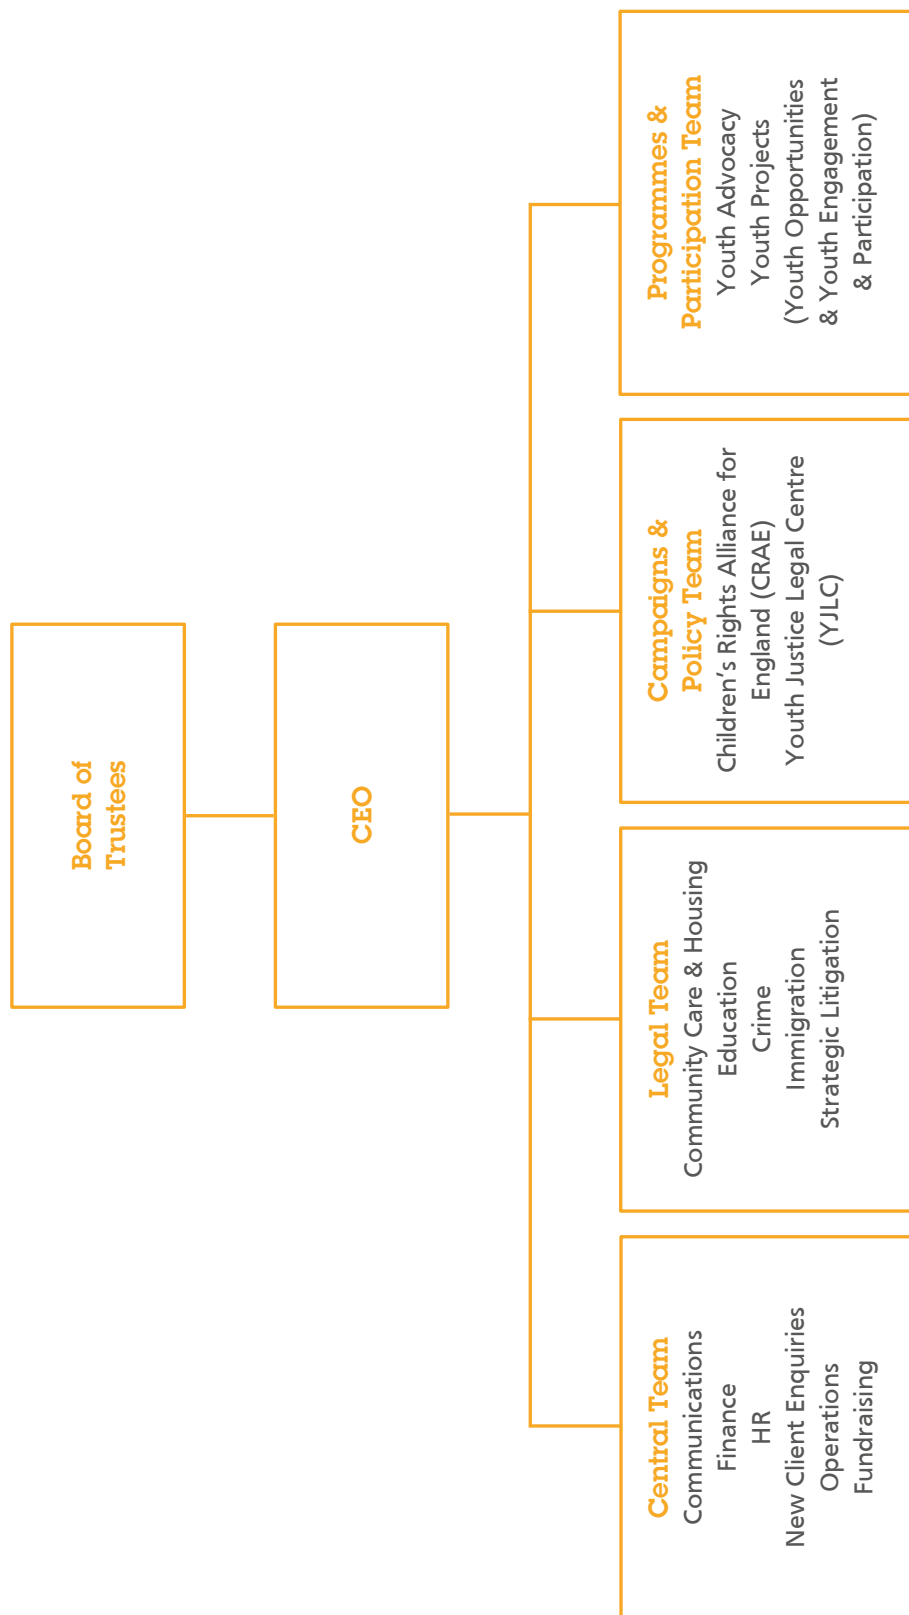 Board of
Trustees
CEO
Central Team
Communications
Finance
HR
New Client Enquiries
Operations
Fundraising
Legal Team
Community Care & Housing
Education
Crime
Immigration
Strategic Litigation
Campaigns &
Policy Team
Children’s Rights Alliance for
England (CRAE)
Youth Justice Legal Centre
(YJLC)
Programmes &
Participation Team
Youth Advocacy
Youth Projects
(Youth Opportunities
& Youth Engagement
& Participation)